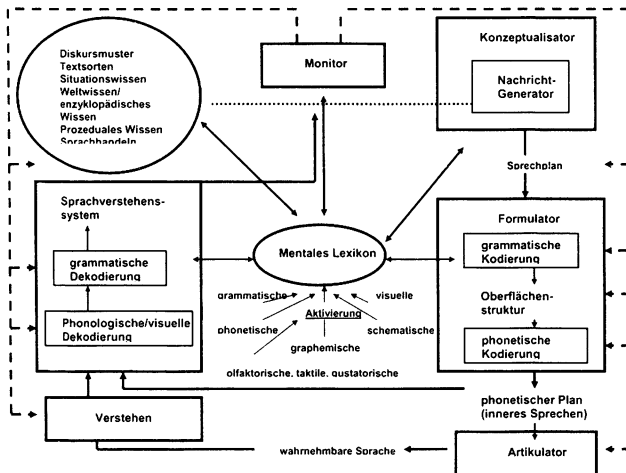 Diskursmuster
Textsorten
Situationswissen
Weltwissen/
enzyklopädisches
Wissen
Prozeduales Wissen
Sprachhandeln
Monitor
Konzeptualisator
Nachricht-
Generator
Sprechplan
Sprachverstehens-
system
grammatische
Dekodierung
Phonologische/visuelle
Dekodierung
Mentales Lexikon
Formulator
grammatische
Kodierung
Oberflächen-
struktur
phonetische
Kodierung
grammatische
visuelle
Aktivierung
phonetische
schematische
graphemische
olfaktorische, taktile, gustatorische
phonetischer Plan
(inneres Sprechen)
Verstehen
wahrnehmbare Sprache
Artikulator